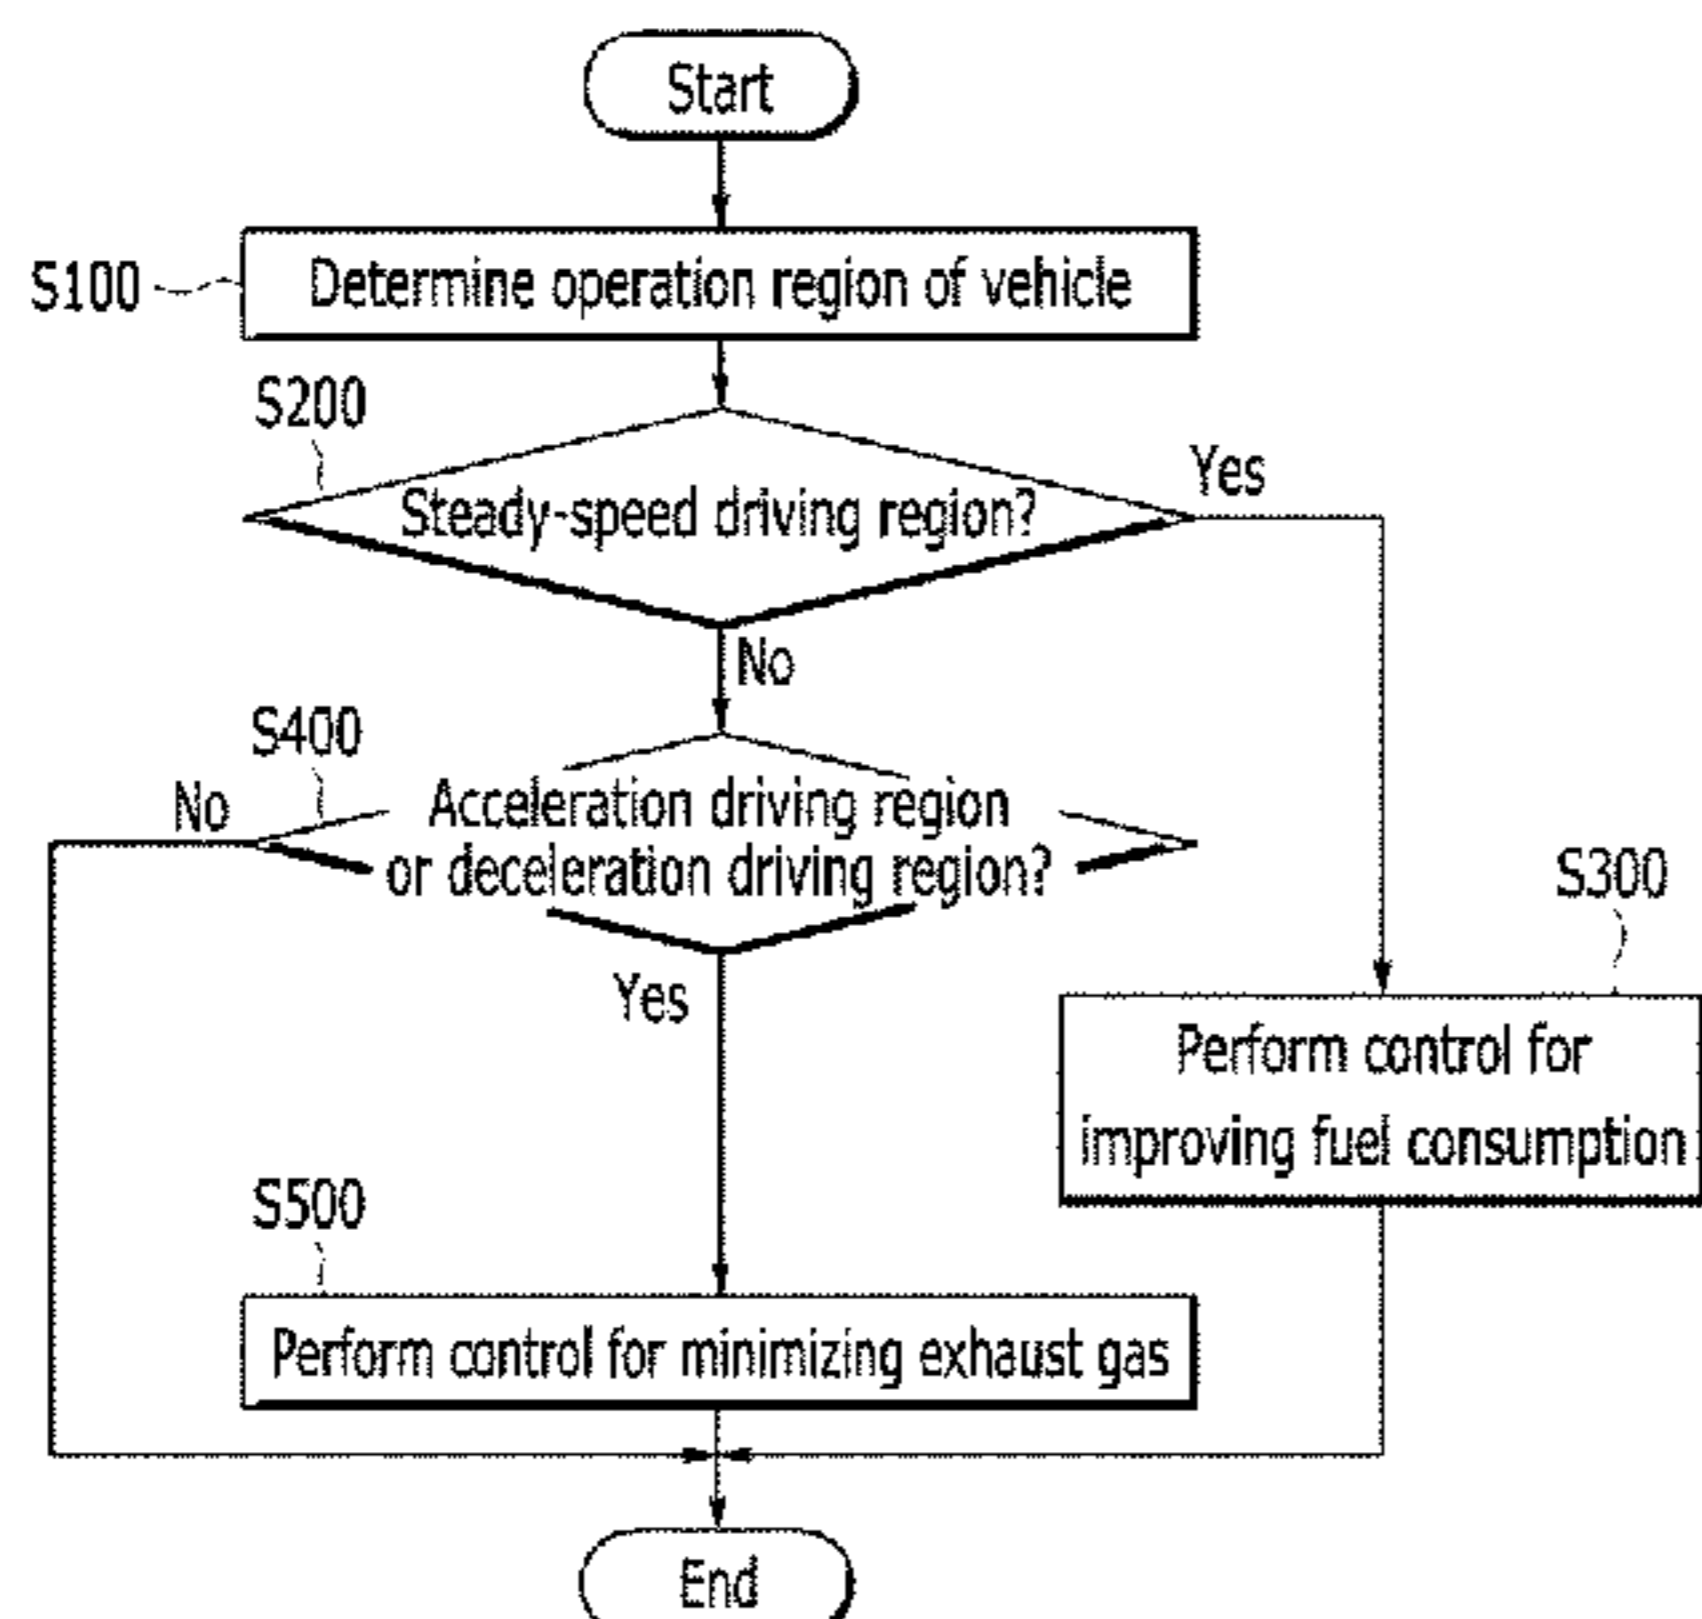 Start
S100
Determine operation region of vehicle
S200
Steady-speed driving region?
Yes
No
S400
No
Acceleration driving region
or deceleration driving region?
Yes
S300
Perform control for
improving fuel consumption
S500
Perform control for minimizing exhaust gas
End